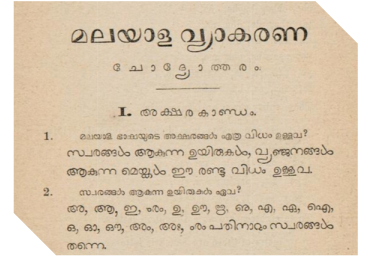 മലയാള വ്യാകരണ
ചോദ്യോത്തരം.
I. അക്ഷരകാണ്ഡം.
1. മലയാള ഭാഷയുടെ അക്ഷരങ്ങൾ എത്ര വിധം ഉള്ളവ?
സ്വരങ്ങൾ ആകുന്ന ഉയിരുകൾ, വ്യഞ്ജനങ്ങൾ
ആകുന്ന മെയ്യുകൾ ഈ രണ്ടു വിധം ഉള്ളവ.
2. സ്വരങ്ങൾ ആകുന്ന ഉയിരുകൾ ഏവ?
അ, ആ, ഇ, ൟ, ഉ, ഊ, ഋ, ഌ, എ, ഏ, ഐ,
ഒ, ഓ, ഔ, അം, അഃ, ൟ പതിനാറും സ്വരങ്ങൾ
തന്നെ.